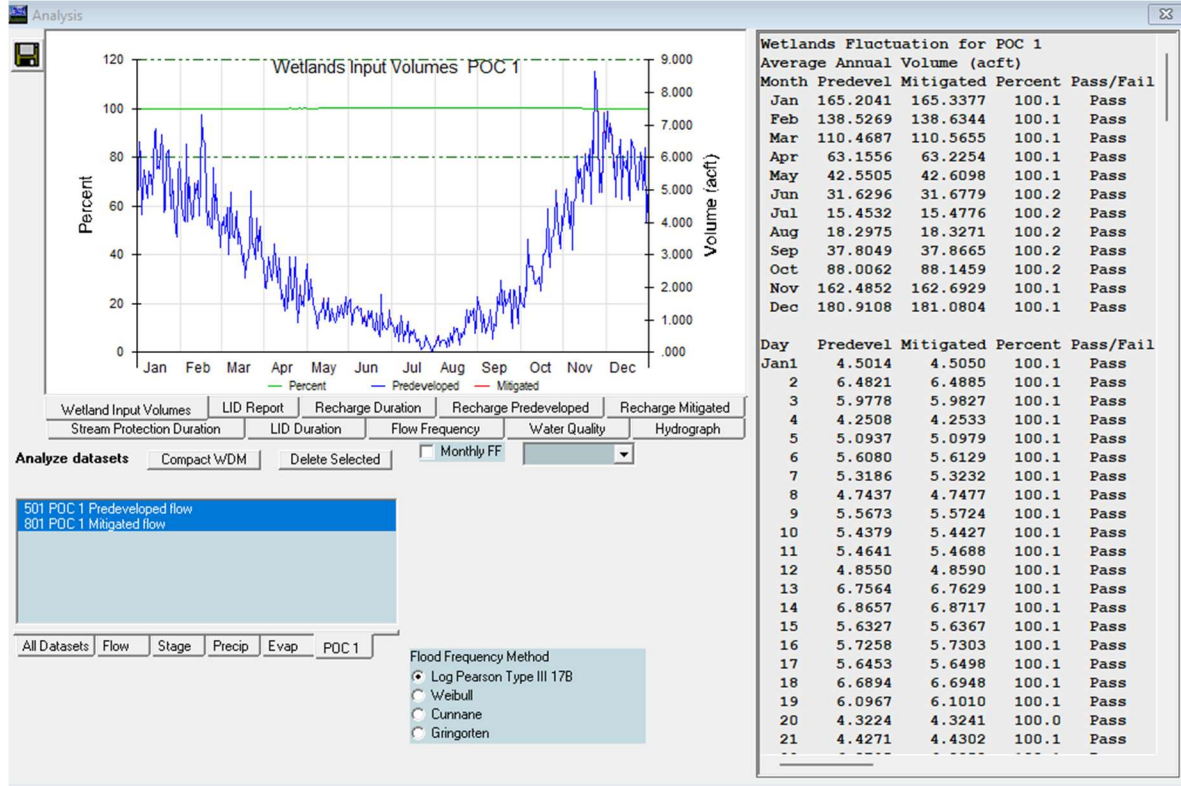 Analysis
Wetlands Input Volumes POC 1
120
100
80
60
40
20
0
Percent
9.000
8.000
7.000
6.000
5.000
4.000
3.000
2.000
1.000
.000
Volume (acft)
Jan Feb Mar Apr May Jun Jul Aug Sep Oct Nov Dec
Percent Predeveloped Mitigated
Wetland Input Volumes LID Report Recharge Duration Recharge Predeveloped Recharge Mitigated
Stream Protection Duration LID Duration Flow Frequency Water Quality Hydrograph
Analyze datasets Compact WDM Delete Selected Monthly FF
501 POC 1 Predeveloped flow
801 POC 1 Mitigated flow
All Datasets Flow Stage Precip Evap POC 1
Flood Frequency Method
Log Pearson Type III 17B
Weibull
Cunnane
Gringorten
Wetlands Fluctuation for POC 1
Average Annual Volume (acft)
Month Predevel Mitigated Percent Pass/Fail
Jan 165.2041 165.3377 100.1 Pass
Feb 138.5269 138.6344 100.1 Pass
Mar 110.4687 110.5655 100.1 Pass
Apr 63.1556 63.2254 100.1 Pass
May 42.5505 42.6098 100.1 Pass
Jun 31.6296 31.6779 100.2 Pass
Jul 15.4532 15.4776 100.2 Pass
Aug 18.2975 18.3271 100.2 Pass
Sep 37.8049 37.8665 100.2 Pass
Oct 88.0062 88.1459 100.2 Pass
Nov 162.4852 162.6929 100.1 Pass
Dec 180.9108 181.0804 100.1 Pass
Day Predevel Mitigated Percent Pass/Fail
Jan1 4.5014 4.5050 100.1 Pass
2 6.4821 6.4885 100.1 Pass
3 5.9778 5.9827 100.1 Pass
4 4.2508 4.2533 100.1 Pass
5 5.0937 5.0979 100.1 Pass
6 5.6080 5.6129 100.1 Pass
7 5.3186 5.3232 100.1 Pass
8 4.7437 4.7477 100.1 Pass
9 5.5673 5.5724 100.1 Pass
10 5.4379 5.4427 100.1 Pass
11 5.4641 5.4688 100.1 Pass
12 4.8550 4.8590 100.1 Pass
13 6.7564 6.7629 100.1 Pass
14 6.8657 6.8717 100.1 Pass
15 5.6327 5.6367 100.1 Pass
16 5.7258 5.7303 100.1 Pass
17 5.6453 5.6498 100.1 Pass
18 6.6894 6.6948 100.1 Pass
19 6.0967 6.1010 100.1 Pass
20 4.3224 4.3241 100.0 Pass
21 4.4271 4.4302 100.1 Pass